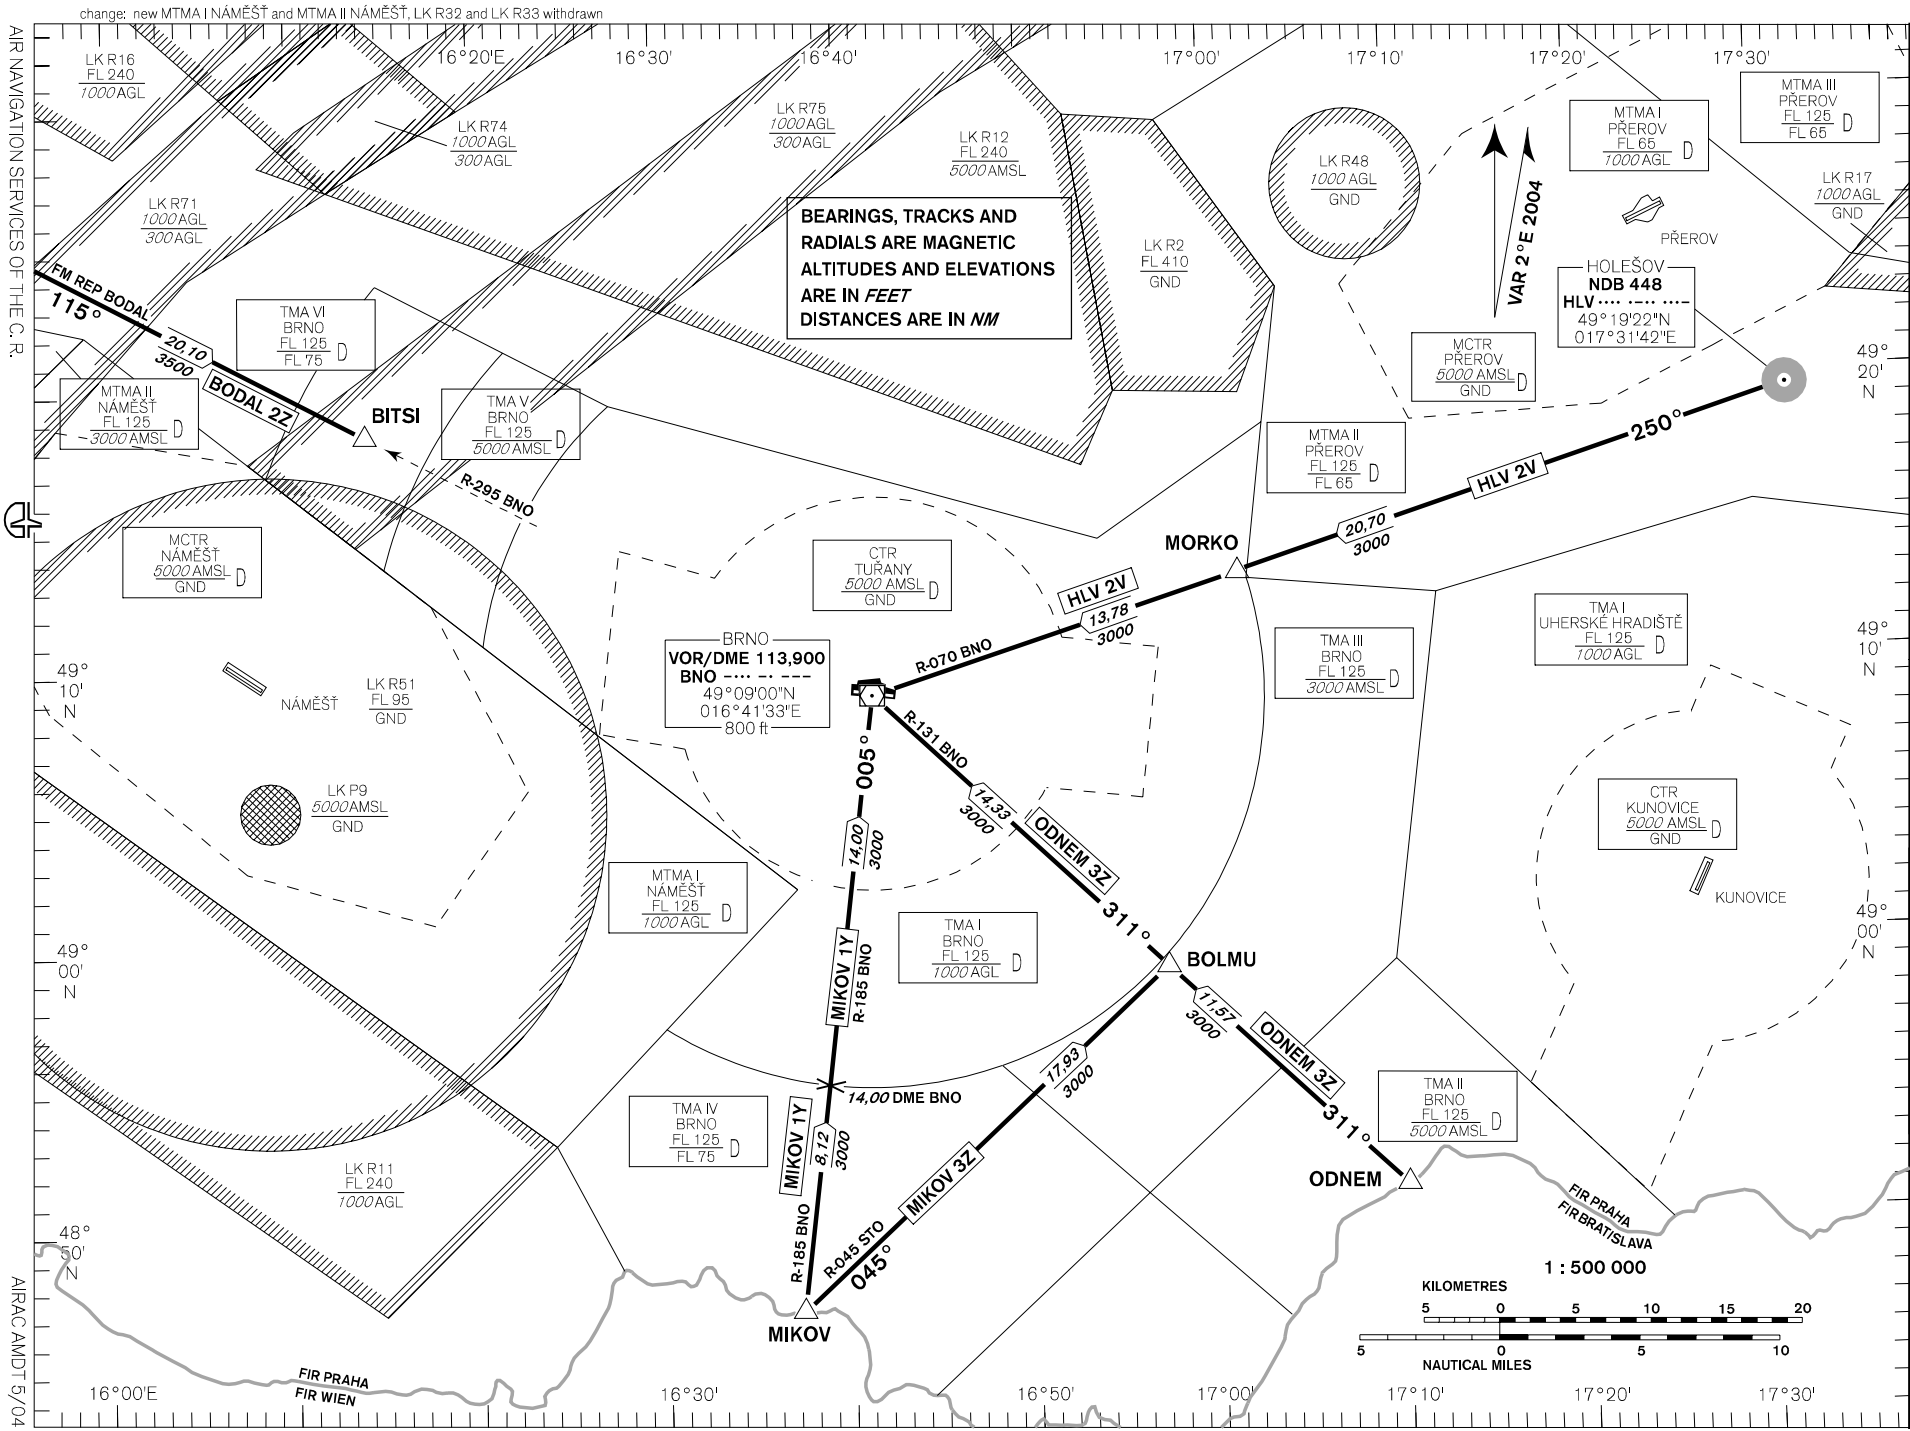 change: new MTMA I NÁMĚŠŤ and MTMA II NÁMĚŠŤ, LK R32 and LK R33 withdrawn
AIR NAVIGATION SERVICES OF THE C.R.
AIRAC AMDT 5/04
16°20'E
16°30'
16°40'
17°00'
17°10'
17°20'
17°30'
LK R16
FL 240
1000 AGL
LK R74
1000 AGL
300 AGL
LK R75
1000 AGL
300 AGL
LK R12
FL 240
5000 AMSL
LK R71
1000 AGL
300 AGL
BEARINGS, TRACKS AND
RADIALS ARE MAGNETIC
ALTITUDES AND ELEVATIONS
ARE IN FEET
DISTANCES ARE IN NM
LK R2
FL 410
GND
LK R48
1000 AGL
GND
VAR 2°E 2004
MTMA I
PŘEROV
FL 65
1000 AGL D
MTMA III
PŘEROV
FL 125
FL 65 D
LK R17
1000 AGL
GND
PŘEROV
HOLEŠOV
NDB 448
HLV ···· ·−·· ···−
49°19'22"N
017°31'42"E
MCTR
PŘEROV
5000 AMSL D
GND
49°
20'
N
FM REP BODAL
115°
20,10
3500
BODAL 2Z
TMA VI
BRNO
FL 125 D
FL 75
MTMA II
NÁMĚŠŤ
FL 125 D
3000 AMSL
BITSI
TMA V
BRNO
FL 125 D
5000 AMSL
R-295 BNO
MTMA II
PŘEROV
FL 125 D
FL 65
250°
HLV 2V
20,70
3000
MORKO
MCTR
NÁMĚŠŤ
5000 AMSL D
GND
CTR
TUŘANY
5000 AMSL D
GND
HLV 2V
13,78
3000
R-070 BNO
TMA III
BRNO
FL 125 D
3000 AMSL
TMA I
UHERSKÉ HRADIŠTĚ
FL 125 D
1000 AGL
49°
10'
N
BRNO
VOR/DME 113,900
BNO −··· −· −−−
49°09'00"N
016°41'33"E
800 ft
49°
10'
N
NÁMĚŠŤ
LK R51
FL 95
GND
LK P9
5000 AMSL
GND
005°
14,00
3000
MIKOV 1Y
R-185 BNO
R-131 BNO
14,33
3000
ODNEM 3Z
311°
CTR
KUNOVICE
5000 AMSL D
GND
KUNOVICE
MTMA I
NÁMĚŠŤ
FL 125 D
1000 AGL
TMA I
BRNO
FL 125 D
1000 AGL
BOLMU
49°
00'
N
49°
00'
N
11,57
3000
ODNEM 3Z
311°
17,93
3000
14,00 DME BNO
TMA IV
BRNO
FL 125 D
FL 75
MIKOV 1Y
8,12
3000
R-185 BNO
TMA II
BRNO
FL 125 D
5000 AMSL
MIKOV 3Z
R-045 STO
045°
ODNEM
LK R11
FL 240
1000 AGL
48°
50'
N
FIR PRAHA
FIR BRATISLAVA
MIKOV
1 : 500 000
KILOMETRES
5 0 5 10 15 20
5 0 5 10
NAUTICAL MILES
FIR PRAHA
FIR WIEN
16°00'E
16°30'
16°50'
17°00'
17°10'
17°20'
17°30'